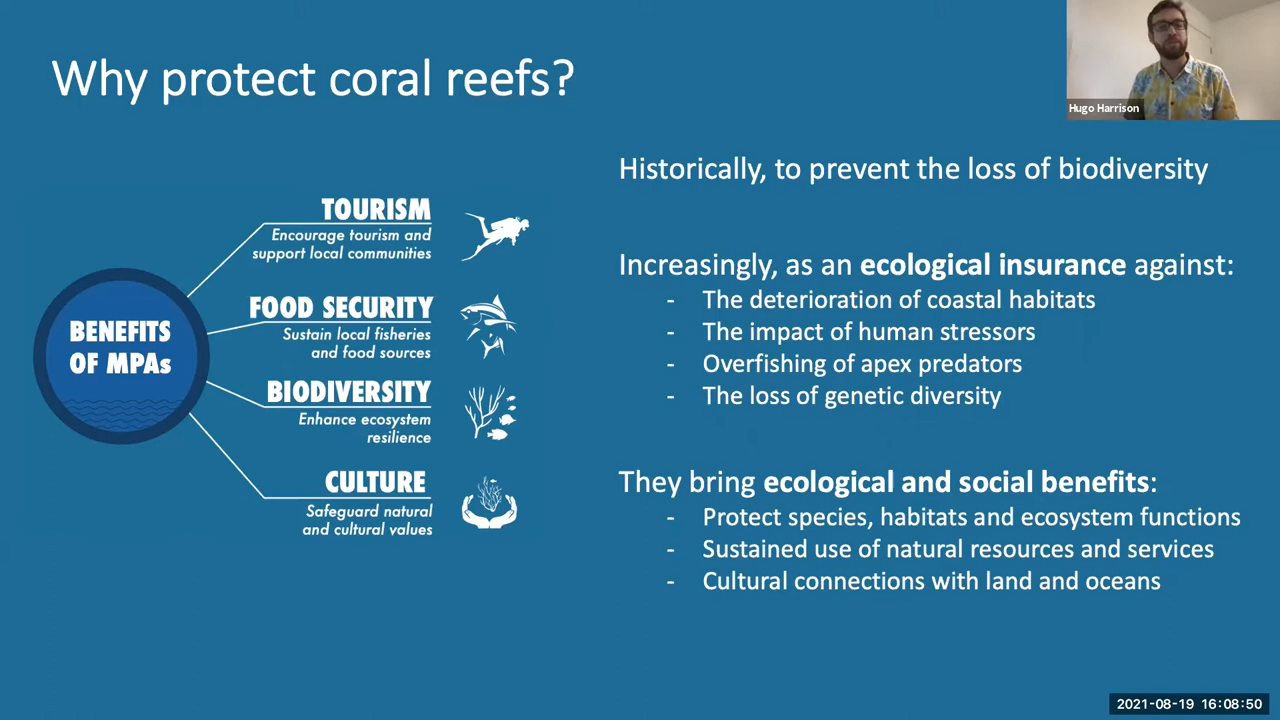 Why protect coral reefs?
Hugo Harrison
BENEFITS
OF MPAs
TOURISM
Encourage tourism and
support local communities
FOOD SECURITY
Sustain local fisheries
and food sources
BIODIVERSITY
Enhance ecosystem
resilience
CULTURE
Safeguard natural
and cultural values
Historically, to prevent the loss of biodiversity
Increasingly, as an ecological insurance against:
- The deterioration of coastal habitats
- The impact of human stressors
- Overfishing of apex predators
- The loss of genetic diversity
They bring ecological and social benefits:
- Protect species, habitats and ecosystem functions
- Sustained use of natural resources and services
- Cultural connections with land and oceans
2021-08-19 16:08:50